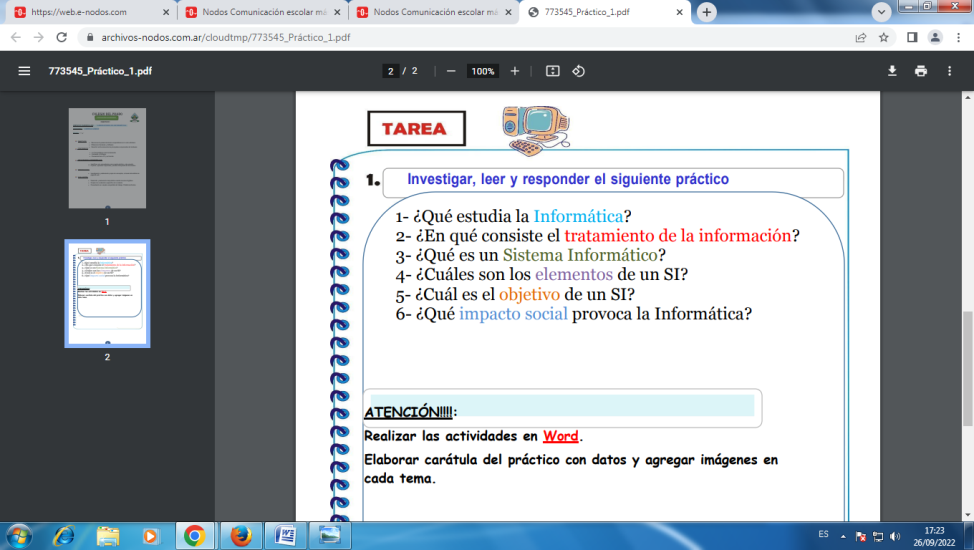 https://web.e-nodos.com
Nodos Comunicación escolar má
Nodos Comunicación escolar má
773545_Práctico_1.pdf
archivos-nodos.com.ar/cloudtmp/773545_Práctico_1.pdf
773545_Práctico_1.pdf
2 / 2
100%
1
2
TAREA
1. Investigar, leer y responder el siguiente práctico
1- ¿Qué estudia la Informática?
2- ¿En qué consiste el tratamiento de la información?
3- ¿Qué es un Sistema Informático?
4- ¿Cuáles son los elementos de un SI?
5- ¿Cuál es el objetivo de un SI?
6- ¿Qué impacto social provoca la Informática?
ATENCIÓN!!!!:
Realizar las actividades en Word.
Elaborar carátula del práctico con datos y agregar imágenes en
cada tema.
ES
17:23
26/09/2022